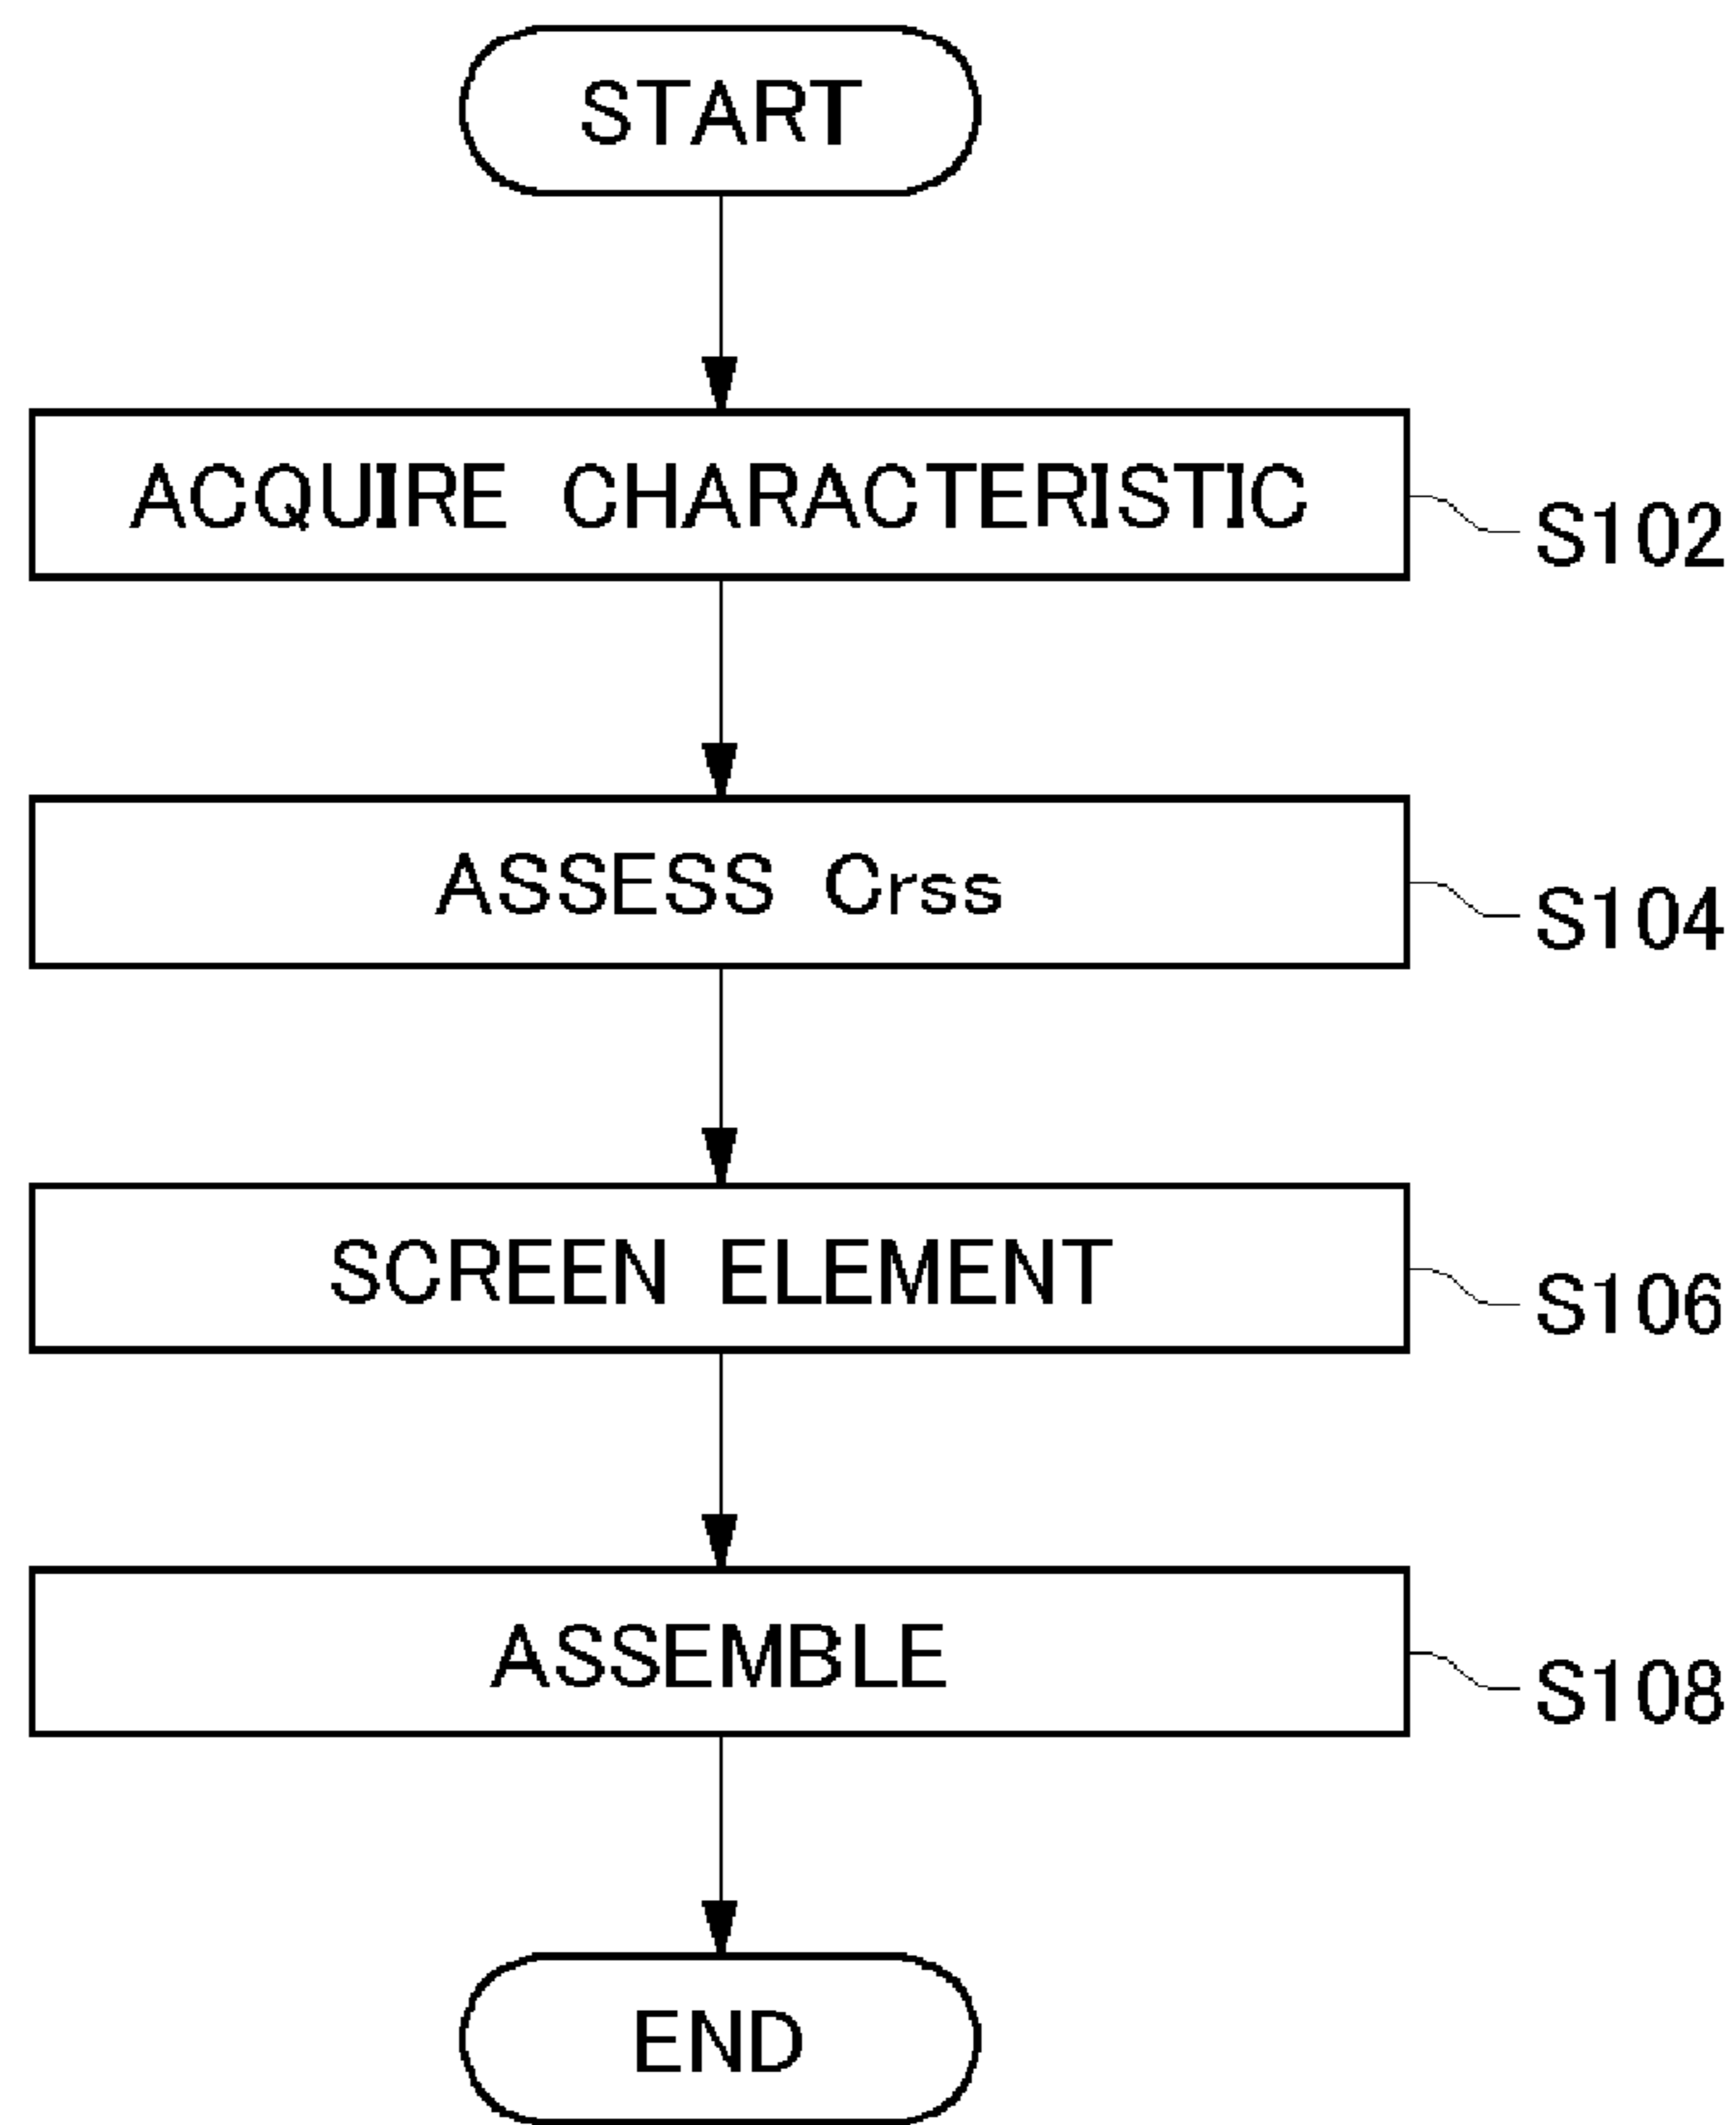 START
ACQUIRE CHARACTERISTIC
S102
ASSESS Crss
S104
SCREEN ELEMENT
S106
ASSEMBLE
S108
END